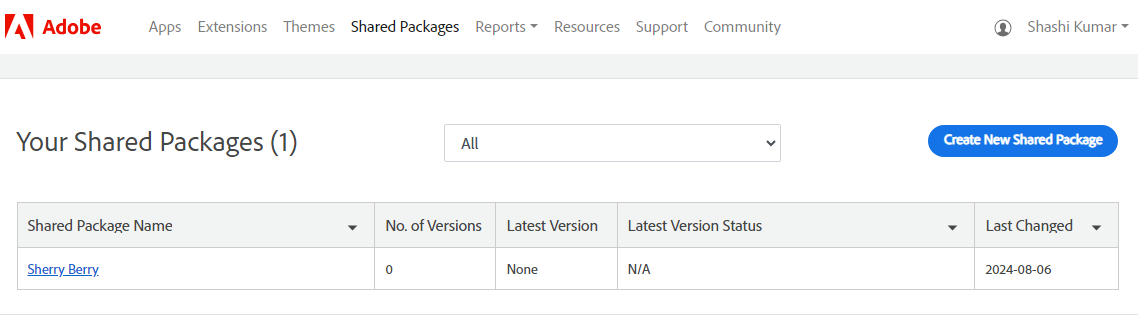 Adobe Apps Extensions Themes Shared Packages Reports Resources Support Community Shashi Kumar
Your Shared Packages (1) All Create New Shared Package
Shared Package Name No. of Versions Latest Version Latest Version Status Last Changed
Sherry Berry 0 None N/A 2024-08-06